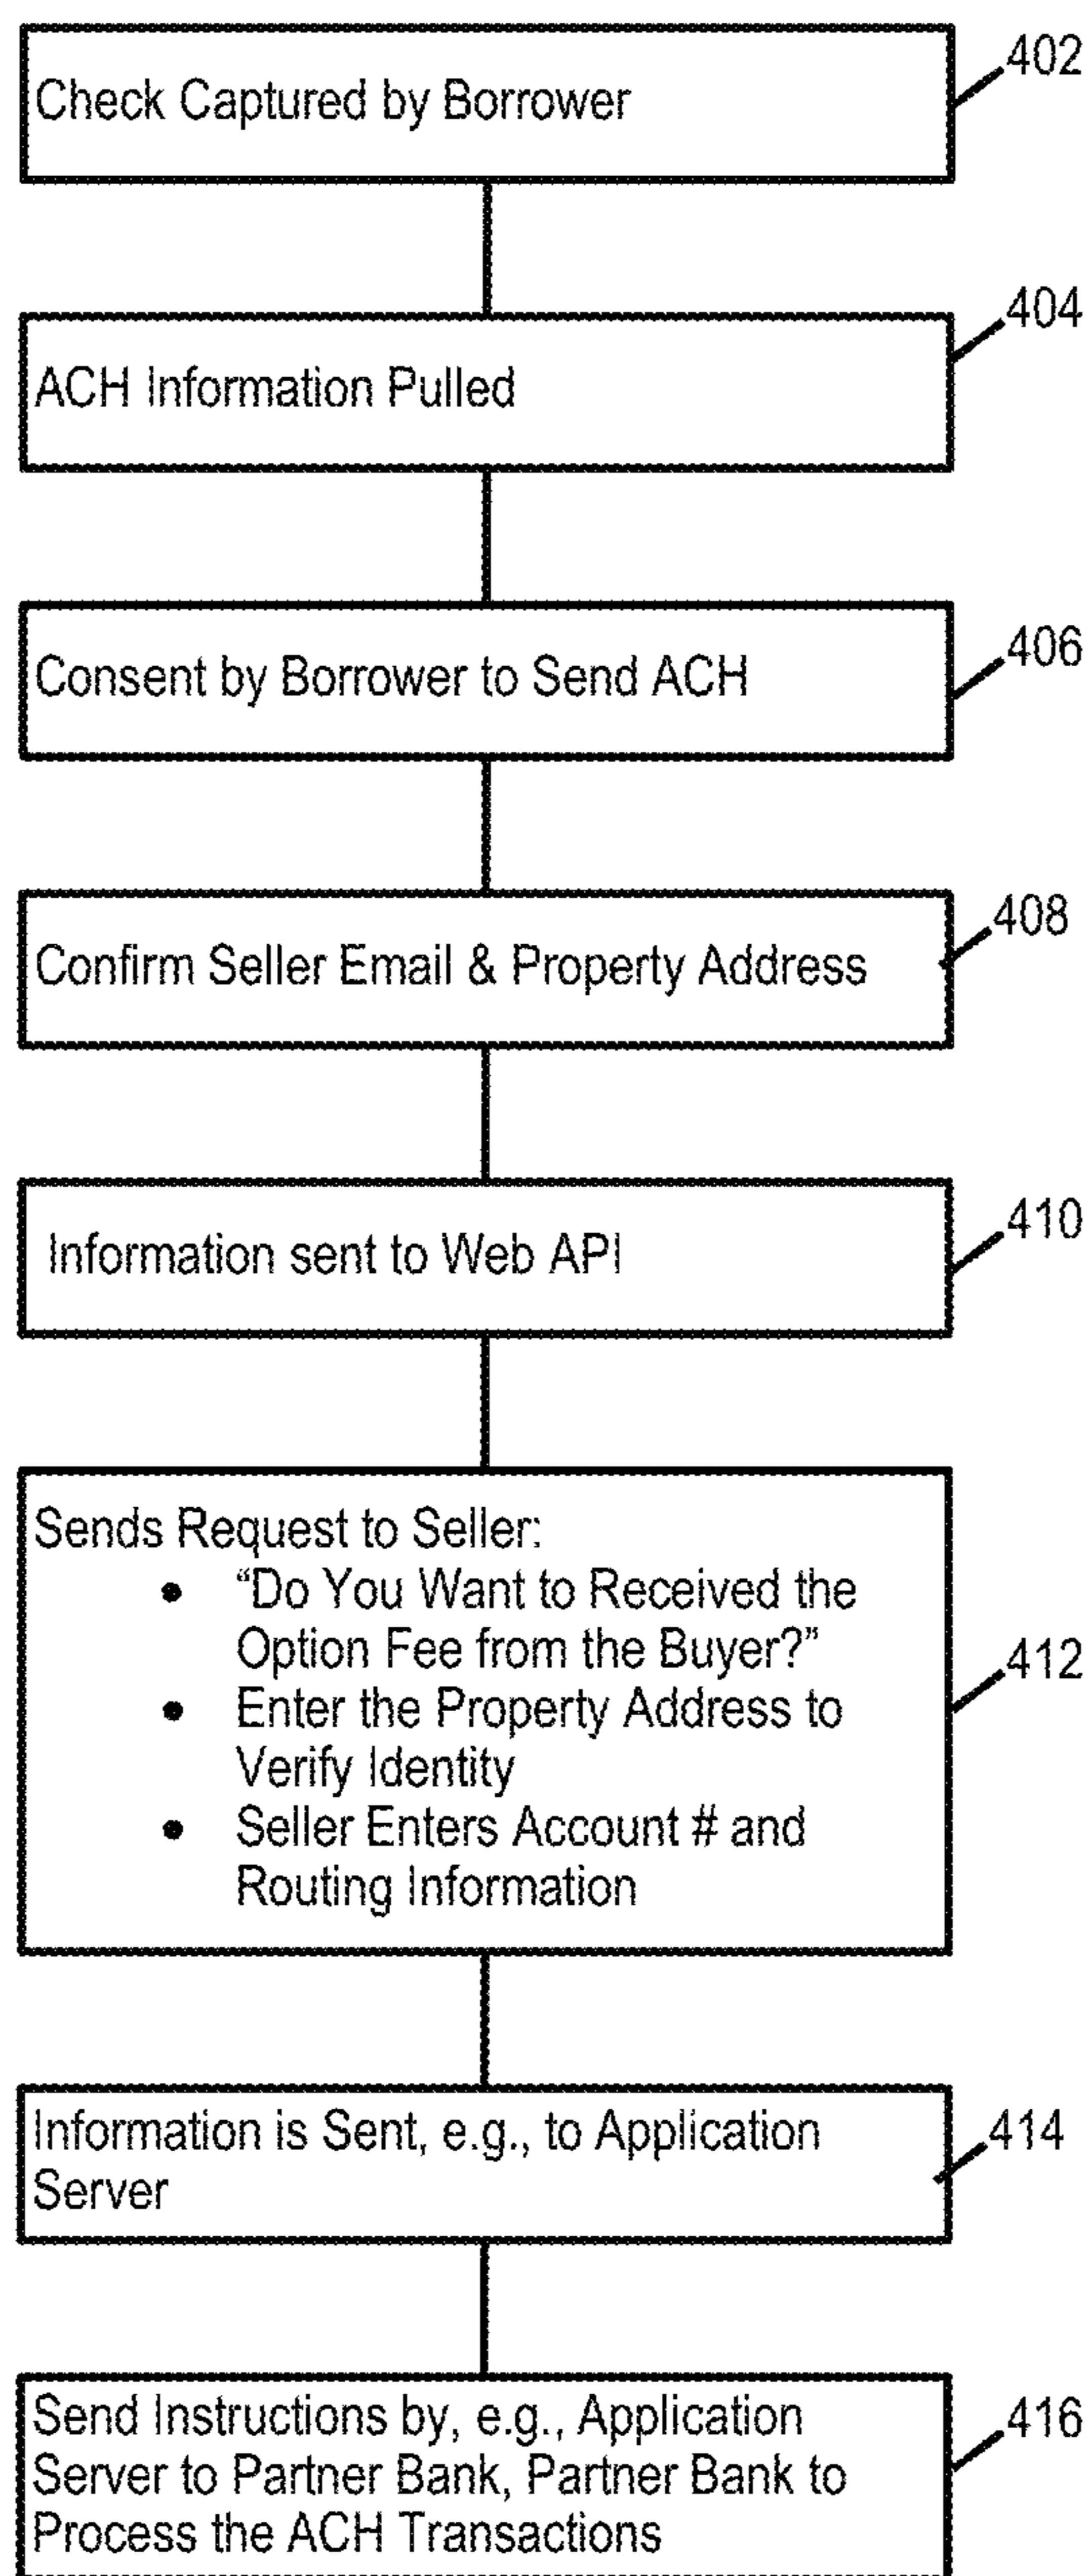 Check Captured by Borrower
402
ACH Information Pulled
404
Consent by Borrower to Send ACH
406
Confirm Seller Email & Property Address
408
Information sent to Web API
410
Sends Request to Seller:
• “Do You Want to Received the
Option Fee from the Buyer?”
• Enter the Property Address to
Verify Identity
• Seller Enters Account # and
Routing Information
412
Information is Sent, e.g., to Application
Server
414
Send Instructions by, e.g., Application
Server to Partner Bank, Partner Bank to
Process the ACH Transactions
416